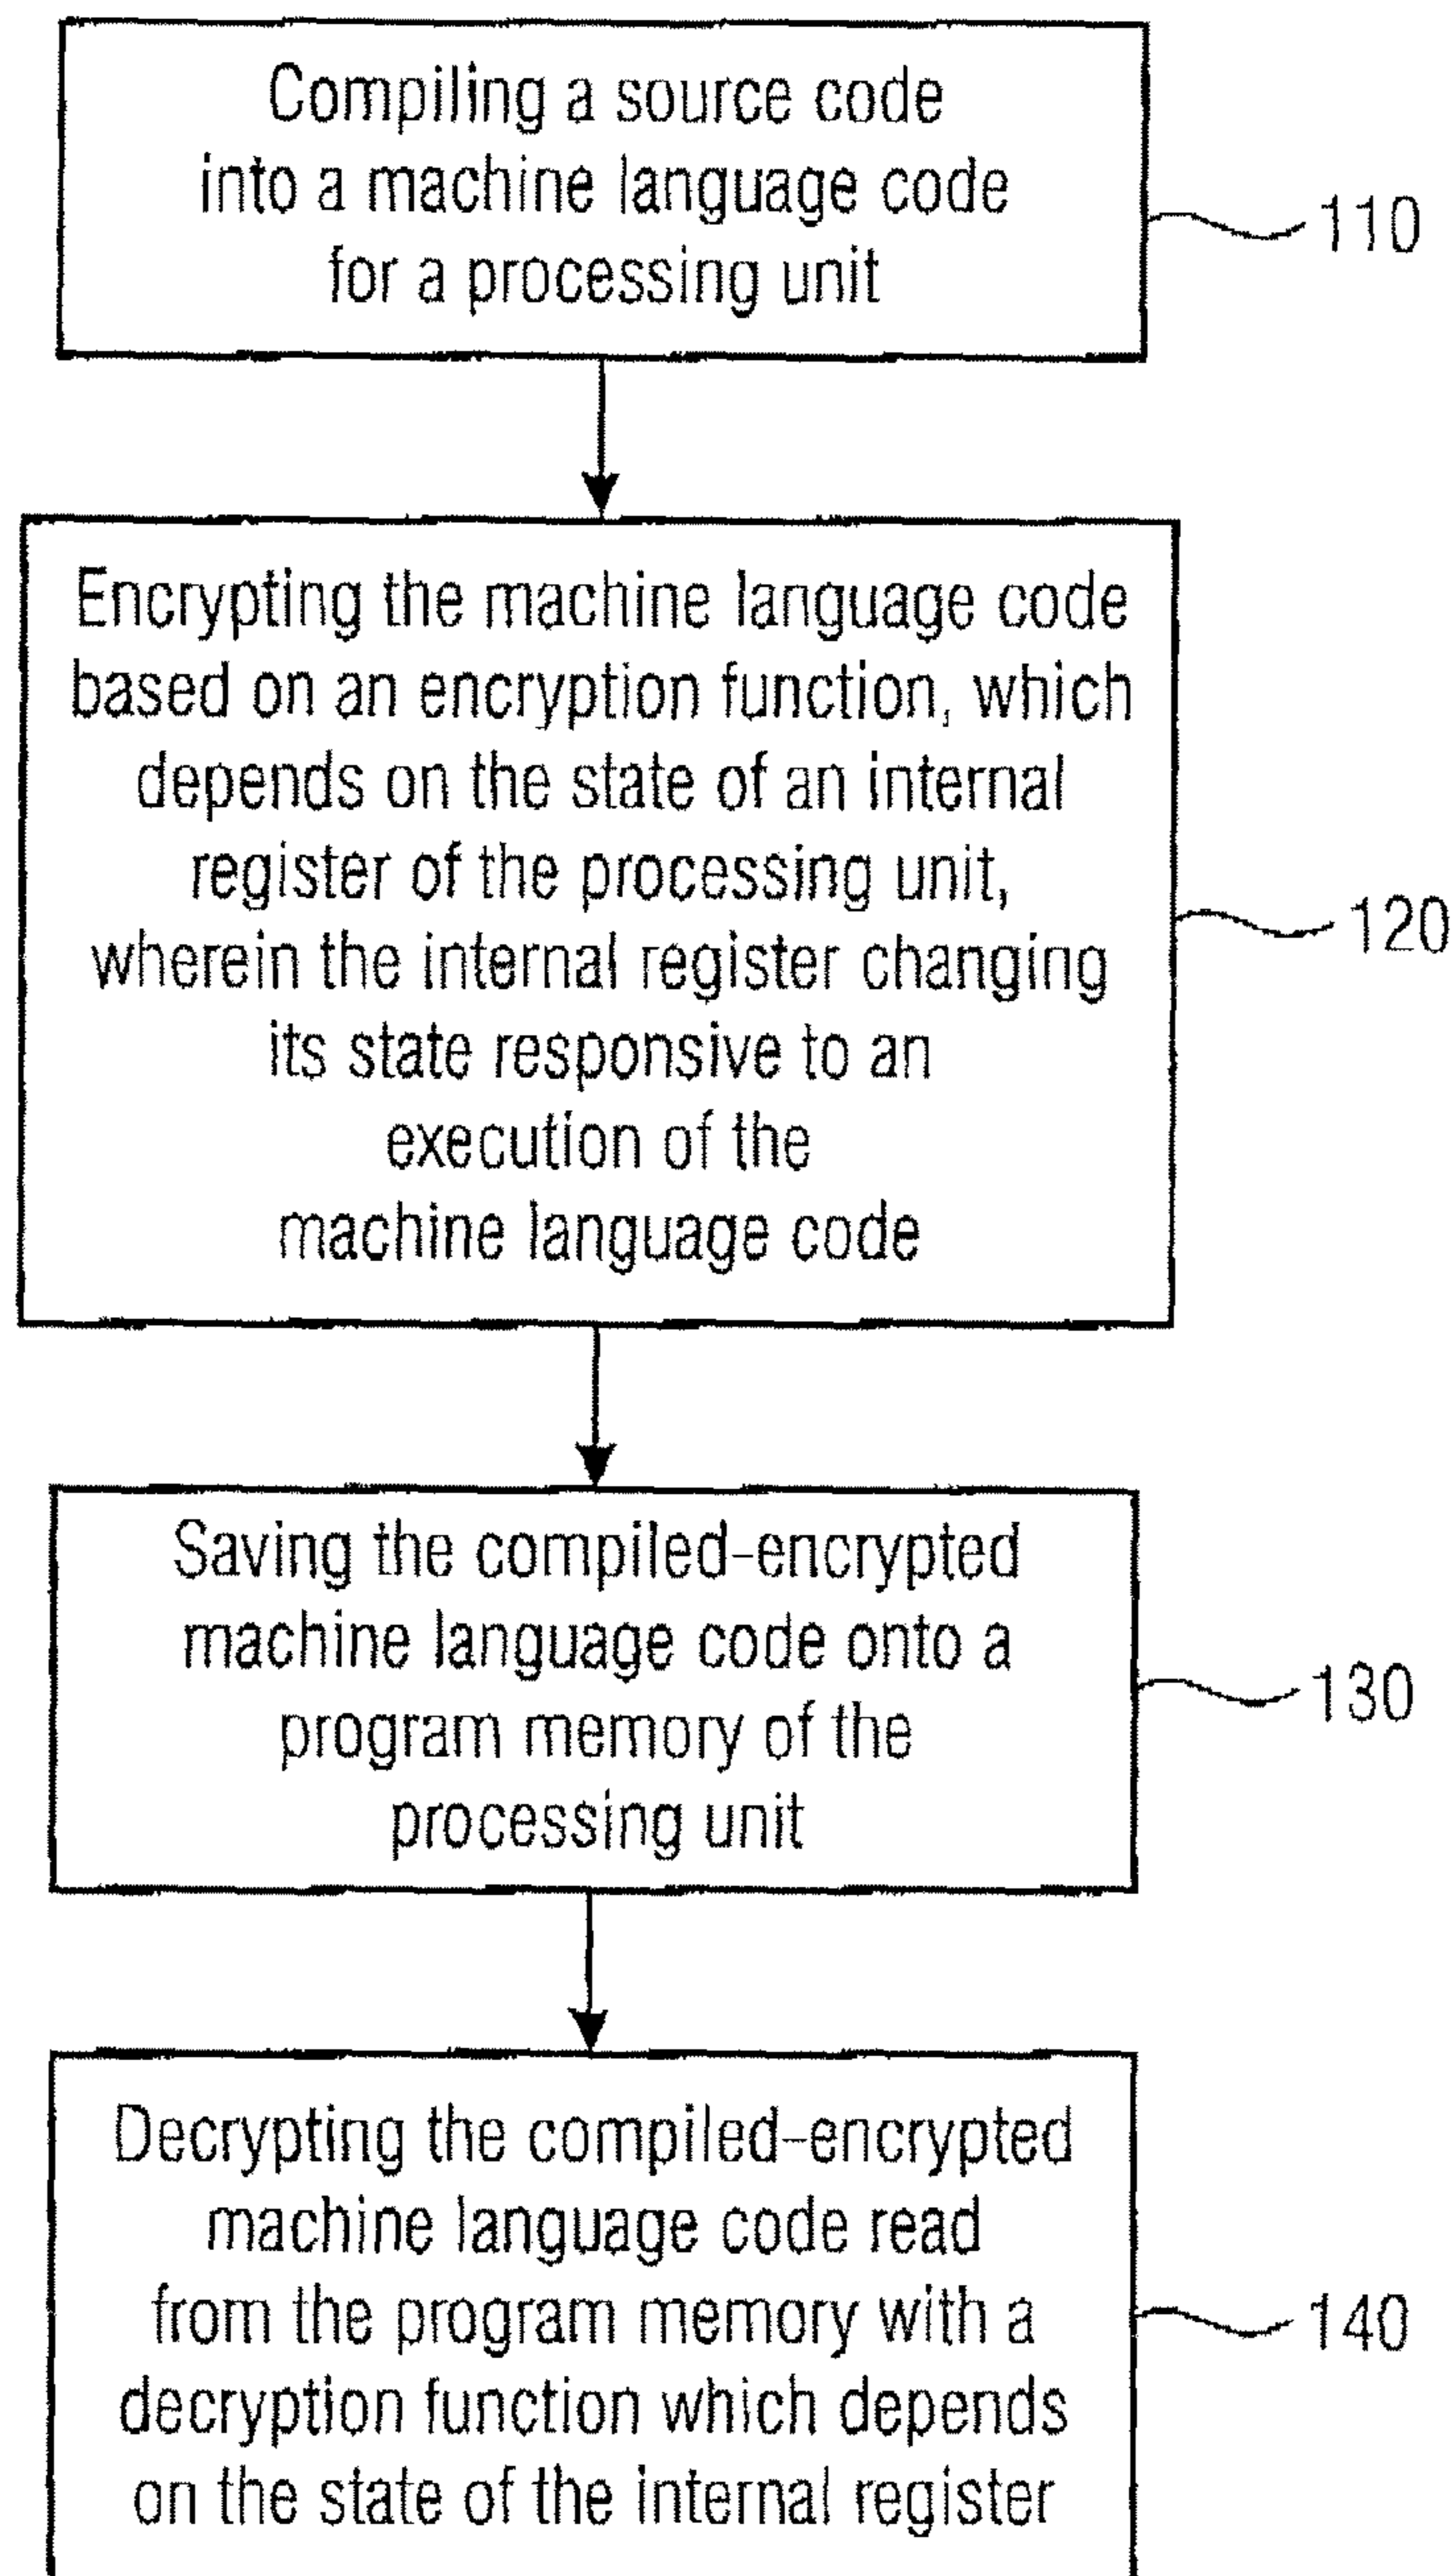 Compiling a source code
into a machine language code
for a processing unit
110
Encrypting the machine language code
based on an encryption function, which
depends on the state of an internal
register of the processing unit,
wherein the internal register changing
its state responsive to an
execution of the
machine language code
120
Saving the compiled-encrypted
machine language code onto a
program memory of the
processing unit
130
Decrypting the compiled-encrypted
machine language code read
from the program memory with a
decryption function which depends
on the state of the internal register
140